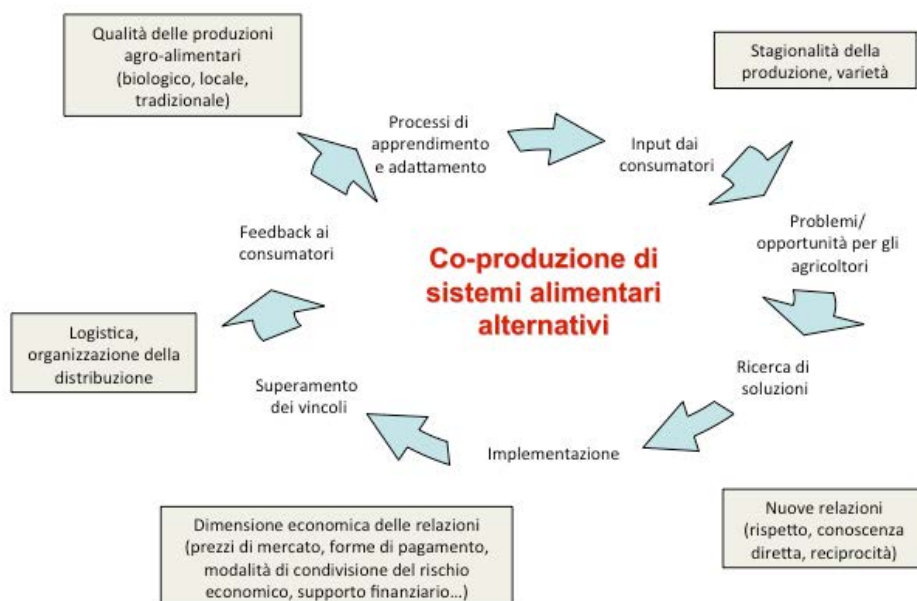 Qualità delle produzioni
agro-alimentari
(biologico, locale,
tradizionale)
Stagionalità della
produzione, varietà
Processi di
apprendimento
e adattamento
Input dai
consumatori
Feedback ai
consumatori
Problemi/
opportunità per gli
agricoltori
Co-produzione di
sistemi alimentari
alternativi
Logistica,
organizzazione della
distribuzione
Superamento
dei vincoli
Ricerca di
soluzioni
Implementazione
Dimensione economica delle relazioni
(prezzi di mercato, forme di pagamento,
modalità di condivisione del rischio
economico, supporto finanziario...)
Nuove relazioni
(rispetto, conoscenza
diretta, reciprocità)